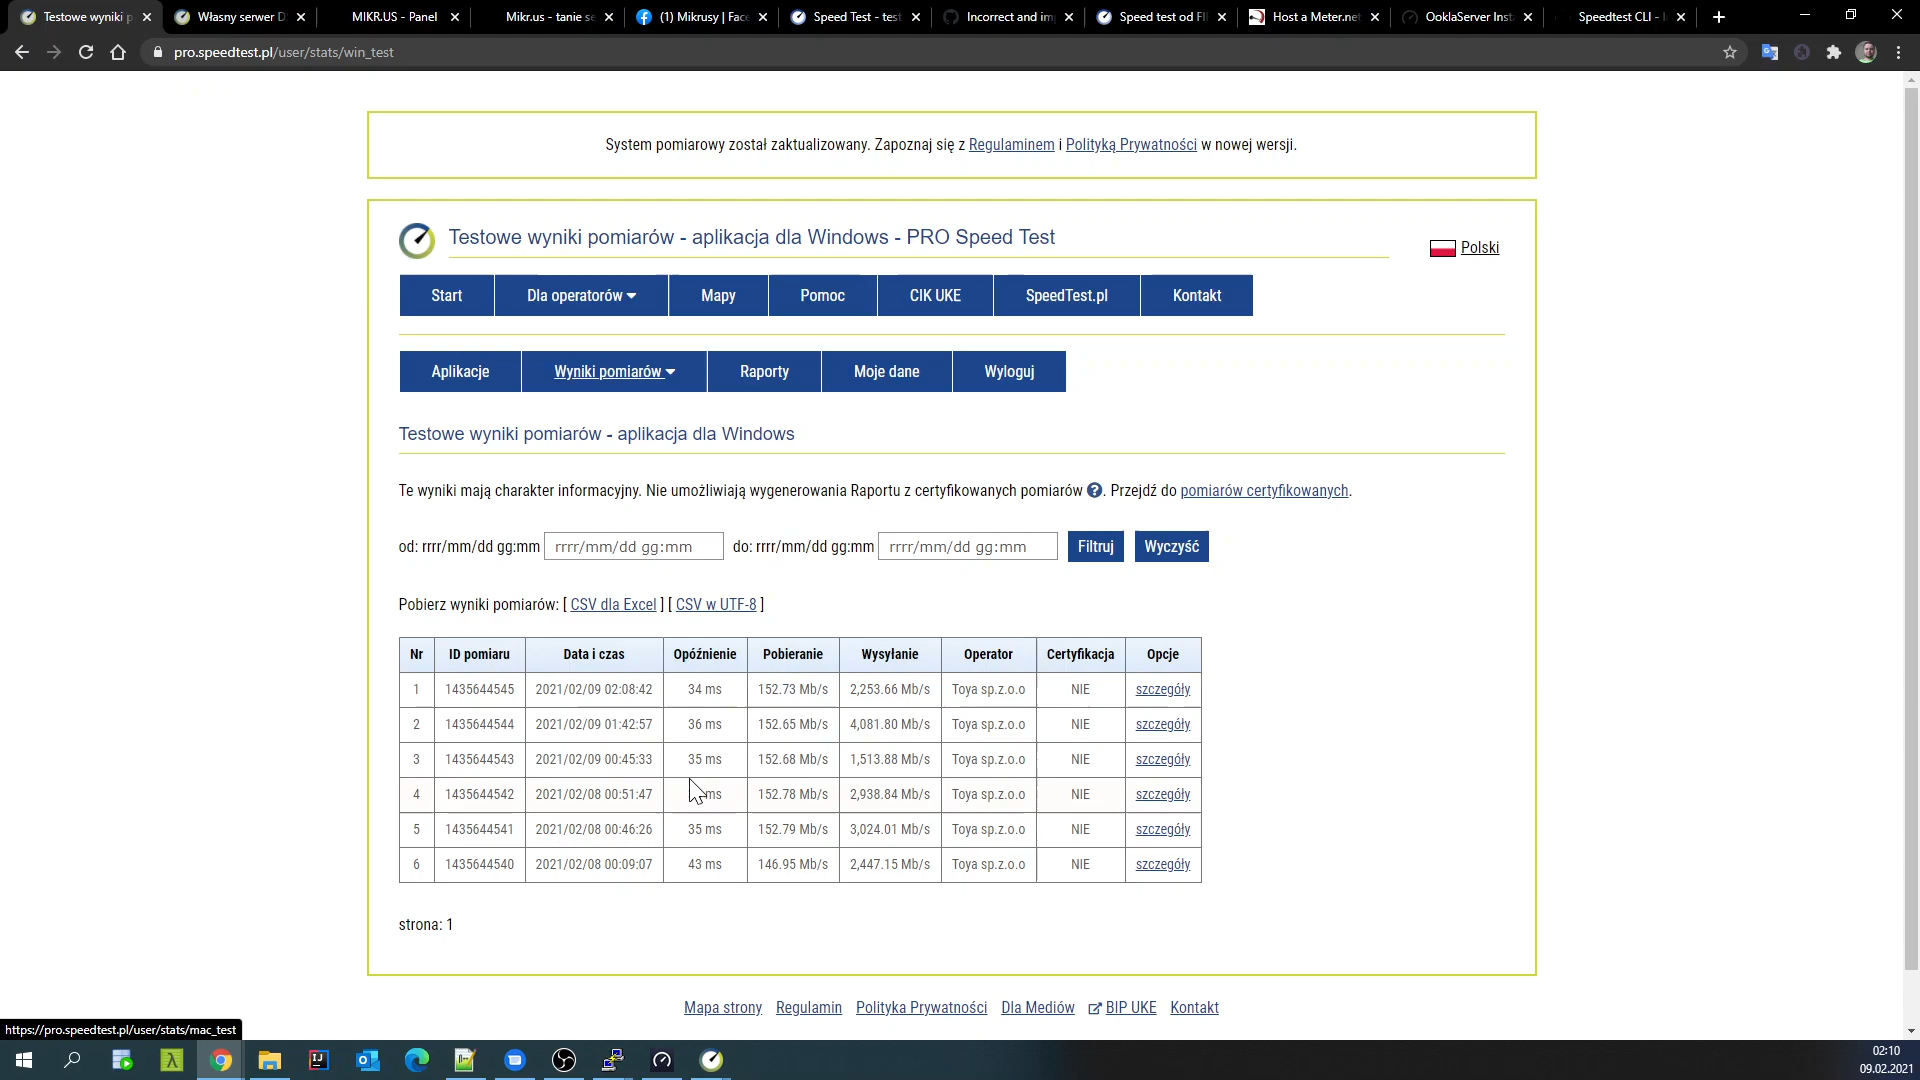 Testowe wyniki p
Własny serwer D
MIKR.US - Panel
Mikr.us - tanie se
(1) Mikrusy | Fac
Speed Test - test
Incorrect and im
Speed test od FI
Host a Meter.net
OoklaServer Inst
Speedtest CLI - I
pro.speedtest.pl/user/stats/win_test
System pomiarowy został zaktualizowany. Zapoznaj się z Regulaminem i Polityką Prywatności w nowej wersji.
Testowe wyniki pomiarów - aplikacja dla Windows - PRO Speed Test
Polski
Start Dla operatorów Mapy Pomoc CIK UKE SpeedTest.pl Kontakt
Aplikacje Wyniki pomiarów Raporty Moje dane Wyloguj
Testowe wyniki pomiarów - aplikacja dla Windows
Te wyniki mają charakter informacyjny. Nie umożliwiają wygenerowania Raportu z certyfikowanych pomiarów ?. Przejdź do pomiarów certyfikowanych.
od: rrrr/mm/dd gg:mm rrrr/mm/dd gg:mm do: rrrr/mm/dd gg:mm rrrr/mm/dd gg:mm Filtruj Wyczyść
Pobierz wyniki pomiarów: [ CSV dla Excel ] [ CSV w UTF-8 ]
Nr ID pomiaru Data i czas Opóźnienie Pobieranie Wysyłanie Operator Certyfikacja Opcje
1 1435644545 2021/02/09 02:08:42 34 ms 152.73 Mb/s 2,253.66 Mb/s Toya sp.z.o.o NIE szczegóły
2 1435644544 2021/02/09 01:42:57 36 ms 152.65 Mb/s 4,081.80 Mb/s Toya sp.z.o.o NIE szczegóły
3 1435644543 2021/02/09 00:45:33 35 ms 152.68 Mb/s 1,513.88 Mb/s Toya sp.z.o.o NIE szczegóły
4 1435644542 2021/02/08 00:51:47 ms 152.78 Mb/s 2,938.84 Mb/s Toya sp.z.o.o NIE szczegóły
5 1435644541 2021/02/08 00:46:26 35 ms 152.79 Mb/s 3,024.01 Mb/s Toya sp.z.o.o NIE szczegóły
6 1435644540 2021/02/08 00:09:07 43 ms 146.95 Mb/s 2,447.15 Mb/s Toya sp.z.o.o NIE szczegóły
strona: 1
Mapa strony Regulamin Polityka Prywatności Dla Mediów BIP UKE Kontakt
https://pro.speedtest.pl/user/stats/mac_test
02:10
09.02.2021